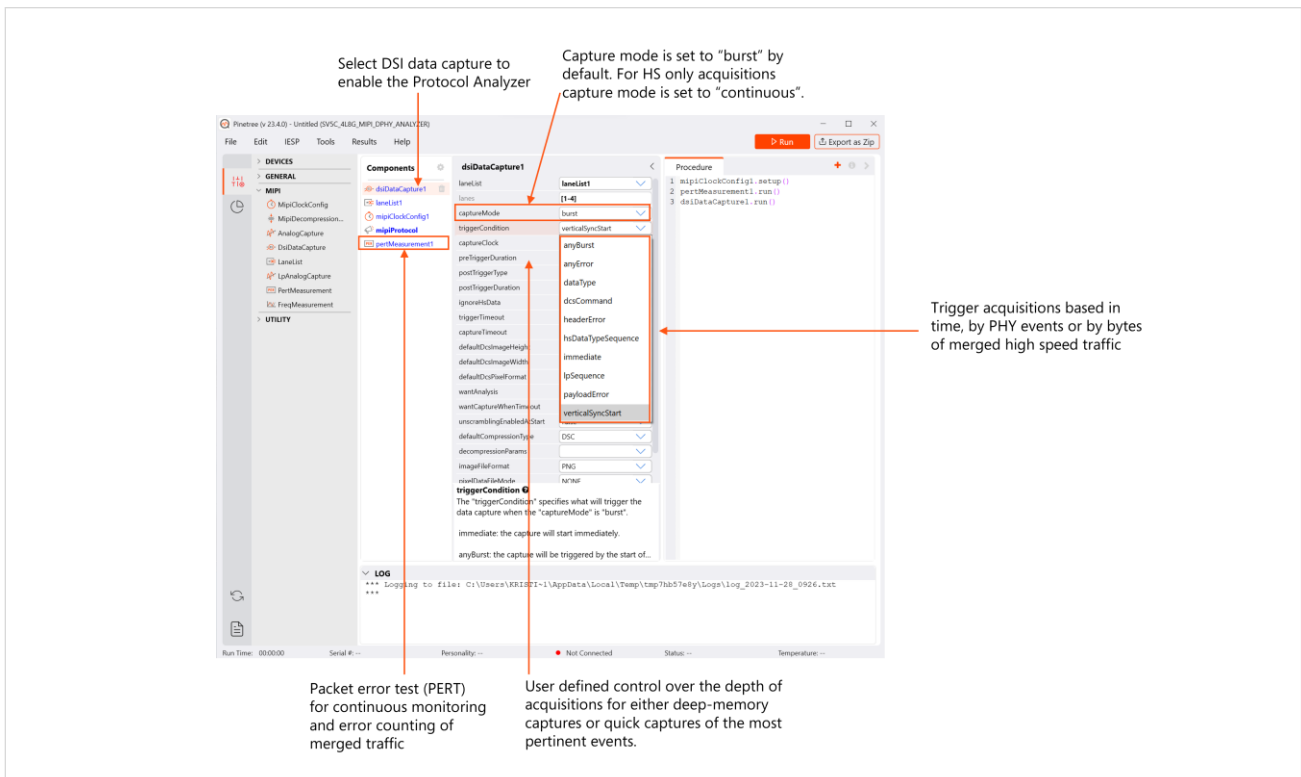 Select DSI data capture to
enable the Protocol Analyzer
Capture mode is set to “burst” by
default. For HS only acquisitions
capture mode is set to “continuous”.
Pinetree (v 23.4.0) - Untitled (SV5C_4L8G_MIPI_DPHY_ANALYZER)
File Edit IESP Tools Results Help
Run
Export as Zip
DEVICES
GENERAL
MIPI
MipiClockConfig
MipiDecompression...
AnalogCapture
DsiDataCapture
LaneList
LpAnalogCapture
PertMeasurement
FreqMeasurement
UTILITY
Components
dsiDataCapture1
laneList1
mipiClockConfig1
mipiProtocol
pertMeasurement1
dsiDataCapture1
laneList laneList1
lanes [1-4]
captureMode burst
triggerCondition verticalSyncStart
captureClock
preTriggerDuration
postTriggerType
postTriggerDuration
ignoreHsData
triggerTimeout
captureTimeout
defaultDcsImageHeigh
defaultDcsImageWidth
defaultDcsPixelFormat
wantAnalysis
wantCaptureWhenTimeout
unscramblingEnabledAtStart
defaultCompressionType DSC
decompressionParams
imageFileFormat PNG
pixelDataFileMode NONE
anyBurst
anyError
dataType
dcsCommand
headerError
hsDataTypeSequence
immediate
lpSequence
payloadError
verticalSyncStart
triggerCondition
The "triggerCondition" specifies what will trigger the
data capture when the "captureMode" is "burst".
immediate: the capture will start immediately.
anyBurst: the capture will be triggered by the start of...
Procedure
1 mipiClockConfig1.setup()
2 pertMeasurement1.run()
3 dsiDataCapture1.run()
Trigger acquisitions based in
time, by PHY events or by bytes
of merged high speed traffic
LOG
*** Logging to file: C:\Users\KRISTI~1\AppData\Local\Temp\tmp7hb57e8y\Logs\log_2023-11-28_0926.txt
***
Run Time: 00:00:00 Serial #: -- Personality: -- Not Connected Status: -- Temperature: --
Packet error test (PERT)
for continuous monitoring
and error counting of
merged traffic
User defined control over the depth of
acquisitions for either deep-memory
captures or quick captures of the most
pertinent events.